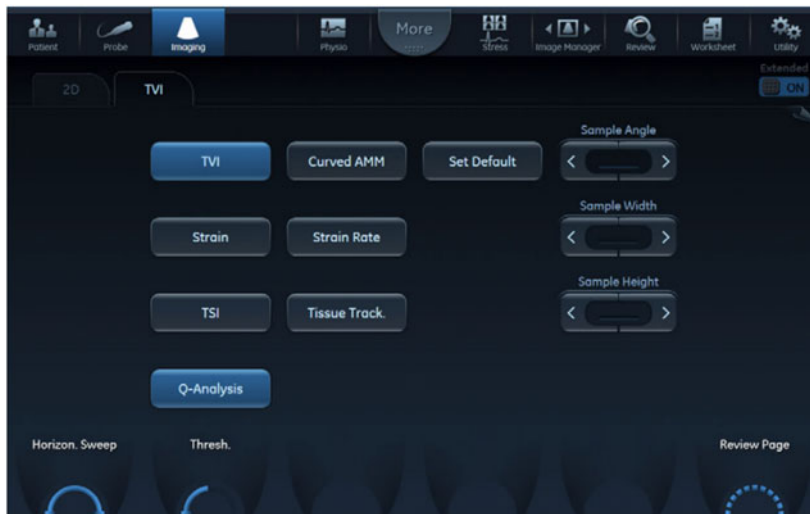 More
Patient Probe Imaging Physio Stress Image Manager Review Worksheet Utility
Extended
2D TVI ON
Sample Angle
TVI Curved AMM Set Default
Sample Width
Strain Strain Rate
Sample Height
TSI Tissue Track.
Q-Analysis
Horizon. Sweep Thresh. Review Page